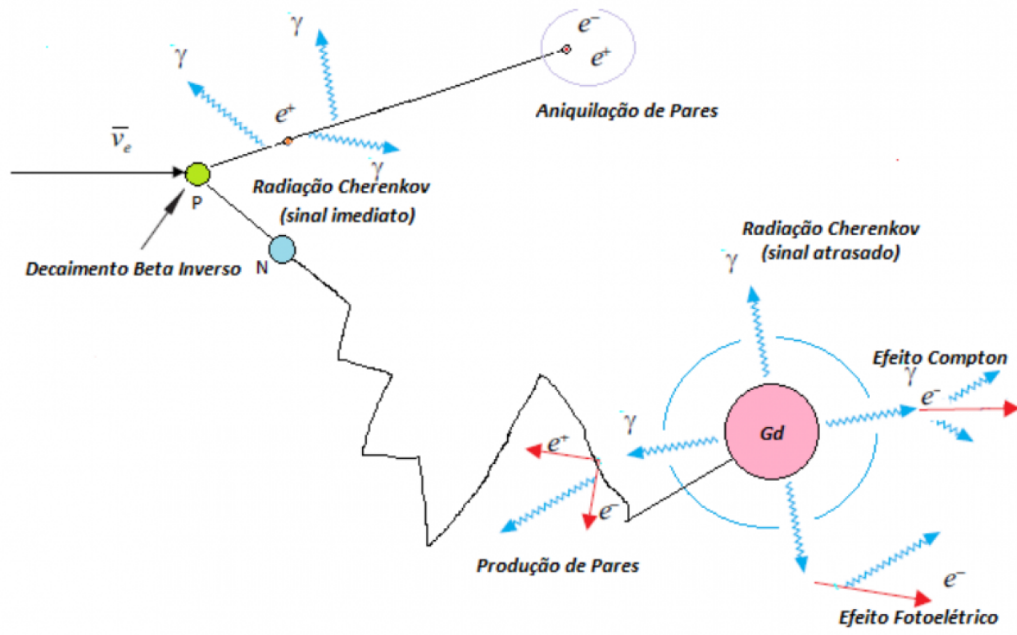 e⁻
e⁺
Aniquilação de Pares
γ
γ
e⁺
ν̅ₑ
γ
P
Radiação Cherenkov
(sinal imediato)
Decaimento Beta Inverso
N
Radiação Cherenkov
(sinal atrasado)
γ
Efeito Compton
γ
e⁻
Gd
γ
e⁺
e⁻
Produção de Pares
e⁻
Efeito Fotoelétrico